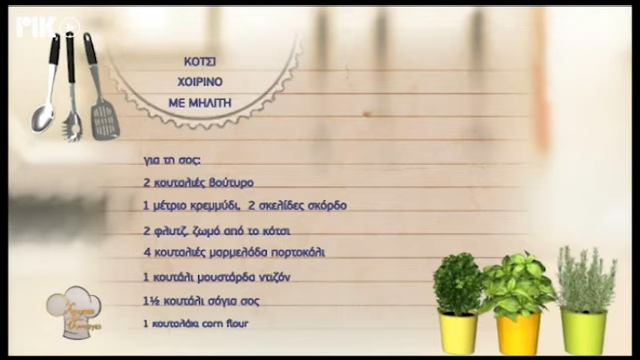 ΡΙΚ
ΚΟΤΣΙ
ΧΟΙΡΙΝΟ
ΜΕ ΜΗΛΙΤΗ
για τη σος:
2 κουταλιές βούτυρο
1 μέτριο κρεμμύδι, 2 σκελίδες σκόρδο
2 φλυτζ. ζωμό από το κότσι
4 κουταλιές μαρμελάδα πορτοκάλι
1 κουτάλι μουστάρδα ντιζόν
1½ κουτάλι σόγια σος
1 κουταλάκι corn flour